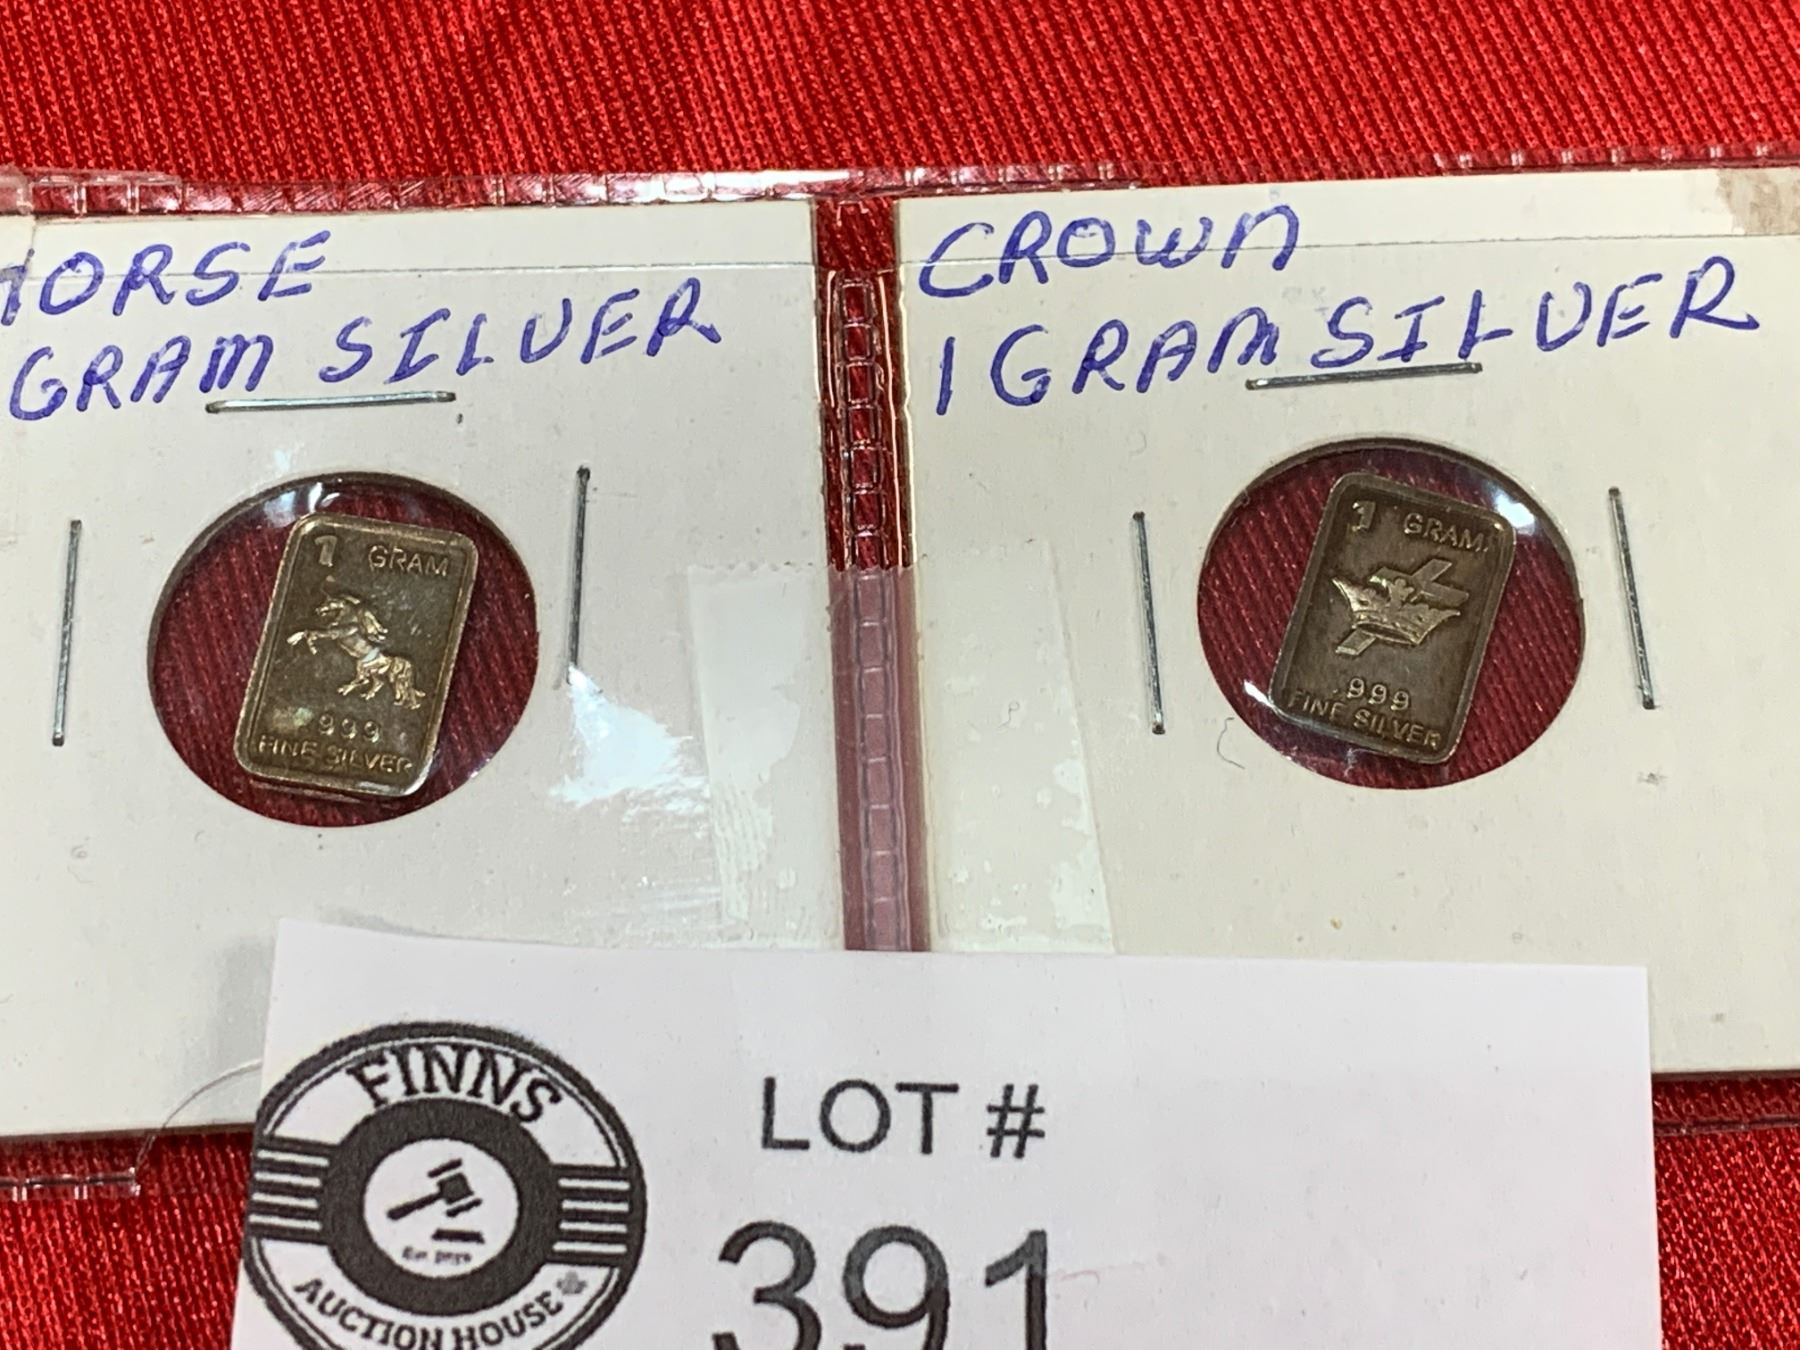 HORSE
GRAM SILVER
CROWN
1 GRAM SILVER
1 GRAM
999
FINE SILVER
1 GRAM
.999
FINE SILVER
FINNS
AUCTION HOUSE
LOT #
391